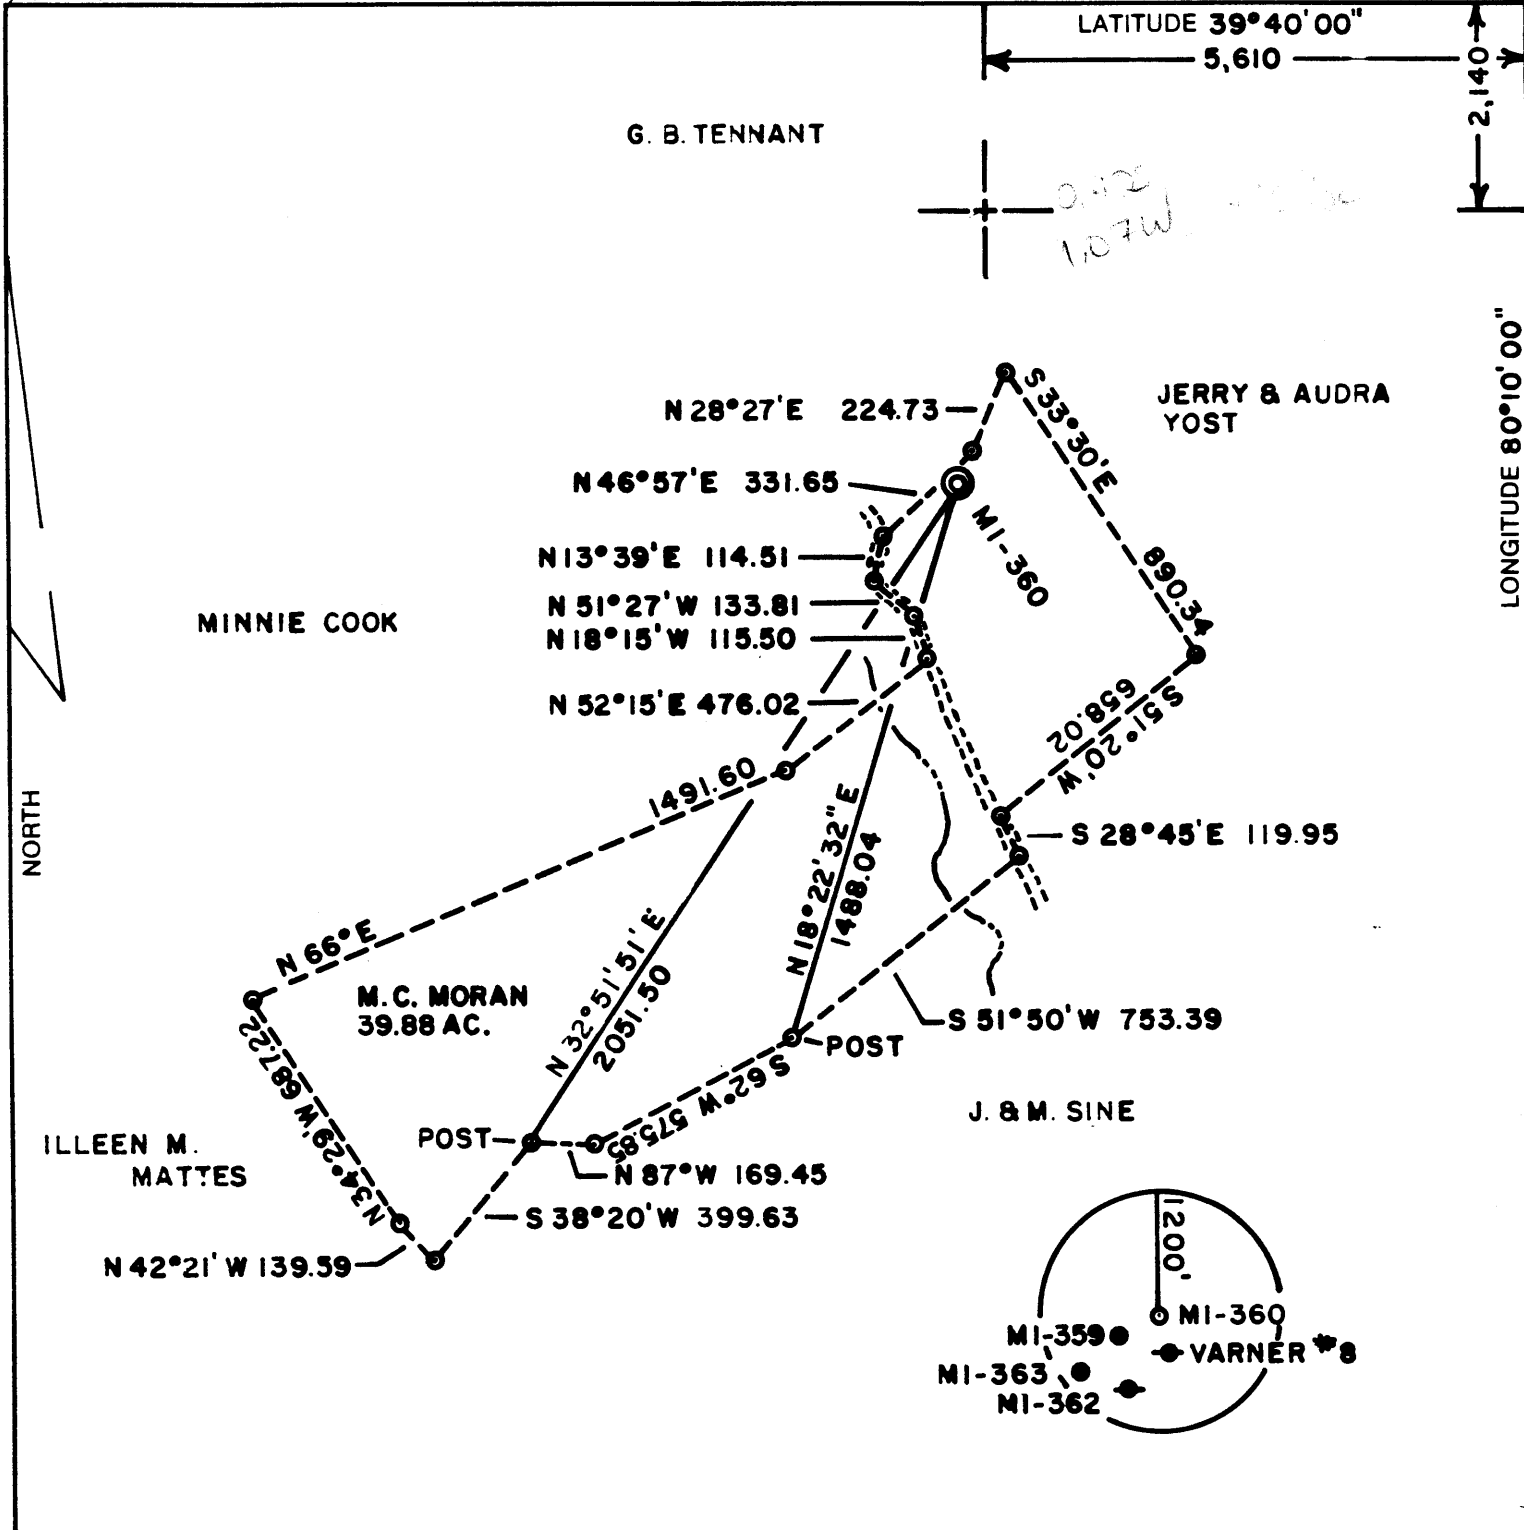 LATITUDE 39°40'00"
5,610
2,140
G. B. TENNANT
1.07W
LONGITUDE 80°10'00"
JERRY & AUDRA
YOST
S 33°30'E
890.34
N 28°27'E 224.73
N 46°57'E 331.65
MI-360
N 13°39'E 114.51
N 51°27'W 133.81
N 18°15'W 115.50
MINNIE COOK
N 52°15'E 476.02
S 51°20'W
658.02
1491.60
N 66°E
NORTH
S 28°45'E 119.95
N 18°22'32"E
1488.04
N 32°51'51'E
2051.50
M.C. MORAN
39.88 AC.
S 51°50'W 753.39
POST
S 62°W 575.85
N 34°29'W 687.22
J. & M. SINE
ILLEEN M.
MATTES
POST
N 87°W 169.45
S 38°20'W 399.63
N 42°21'W 139.59
1200'
MI-360
MI-359
VARNER #8
MI-363
MI-362